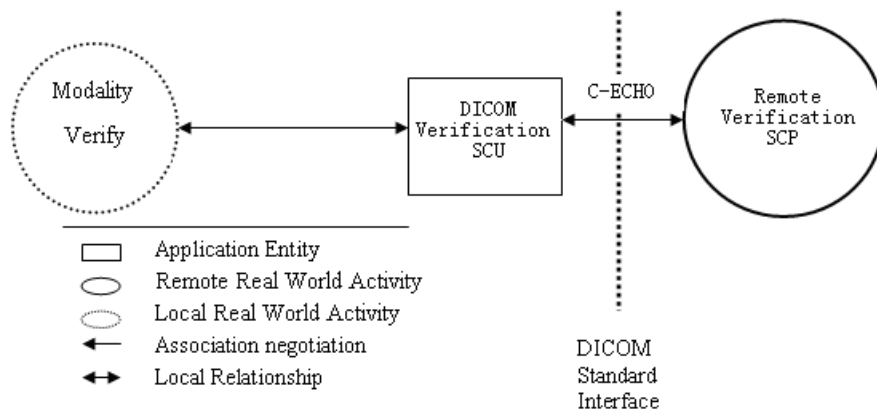 Modality
Verify
DICOM
Verification
SCU
C-ECHO
Remote
Verification
SCP
Application Entity
Remote Real World Activity
Local Real World Activity
Association negotiation
Local Relationship
DICOM
Standard
Interface